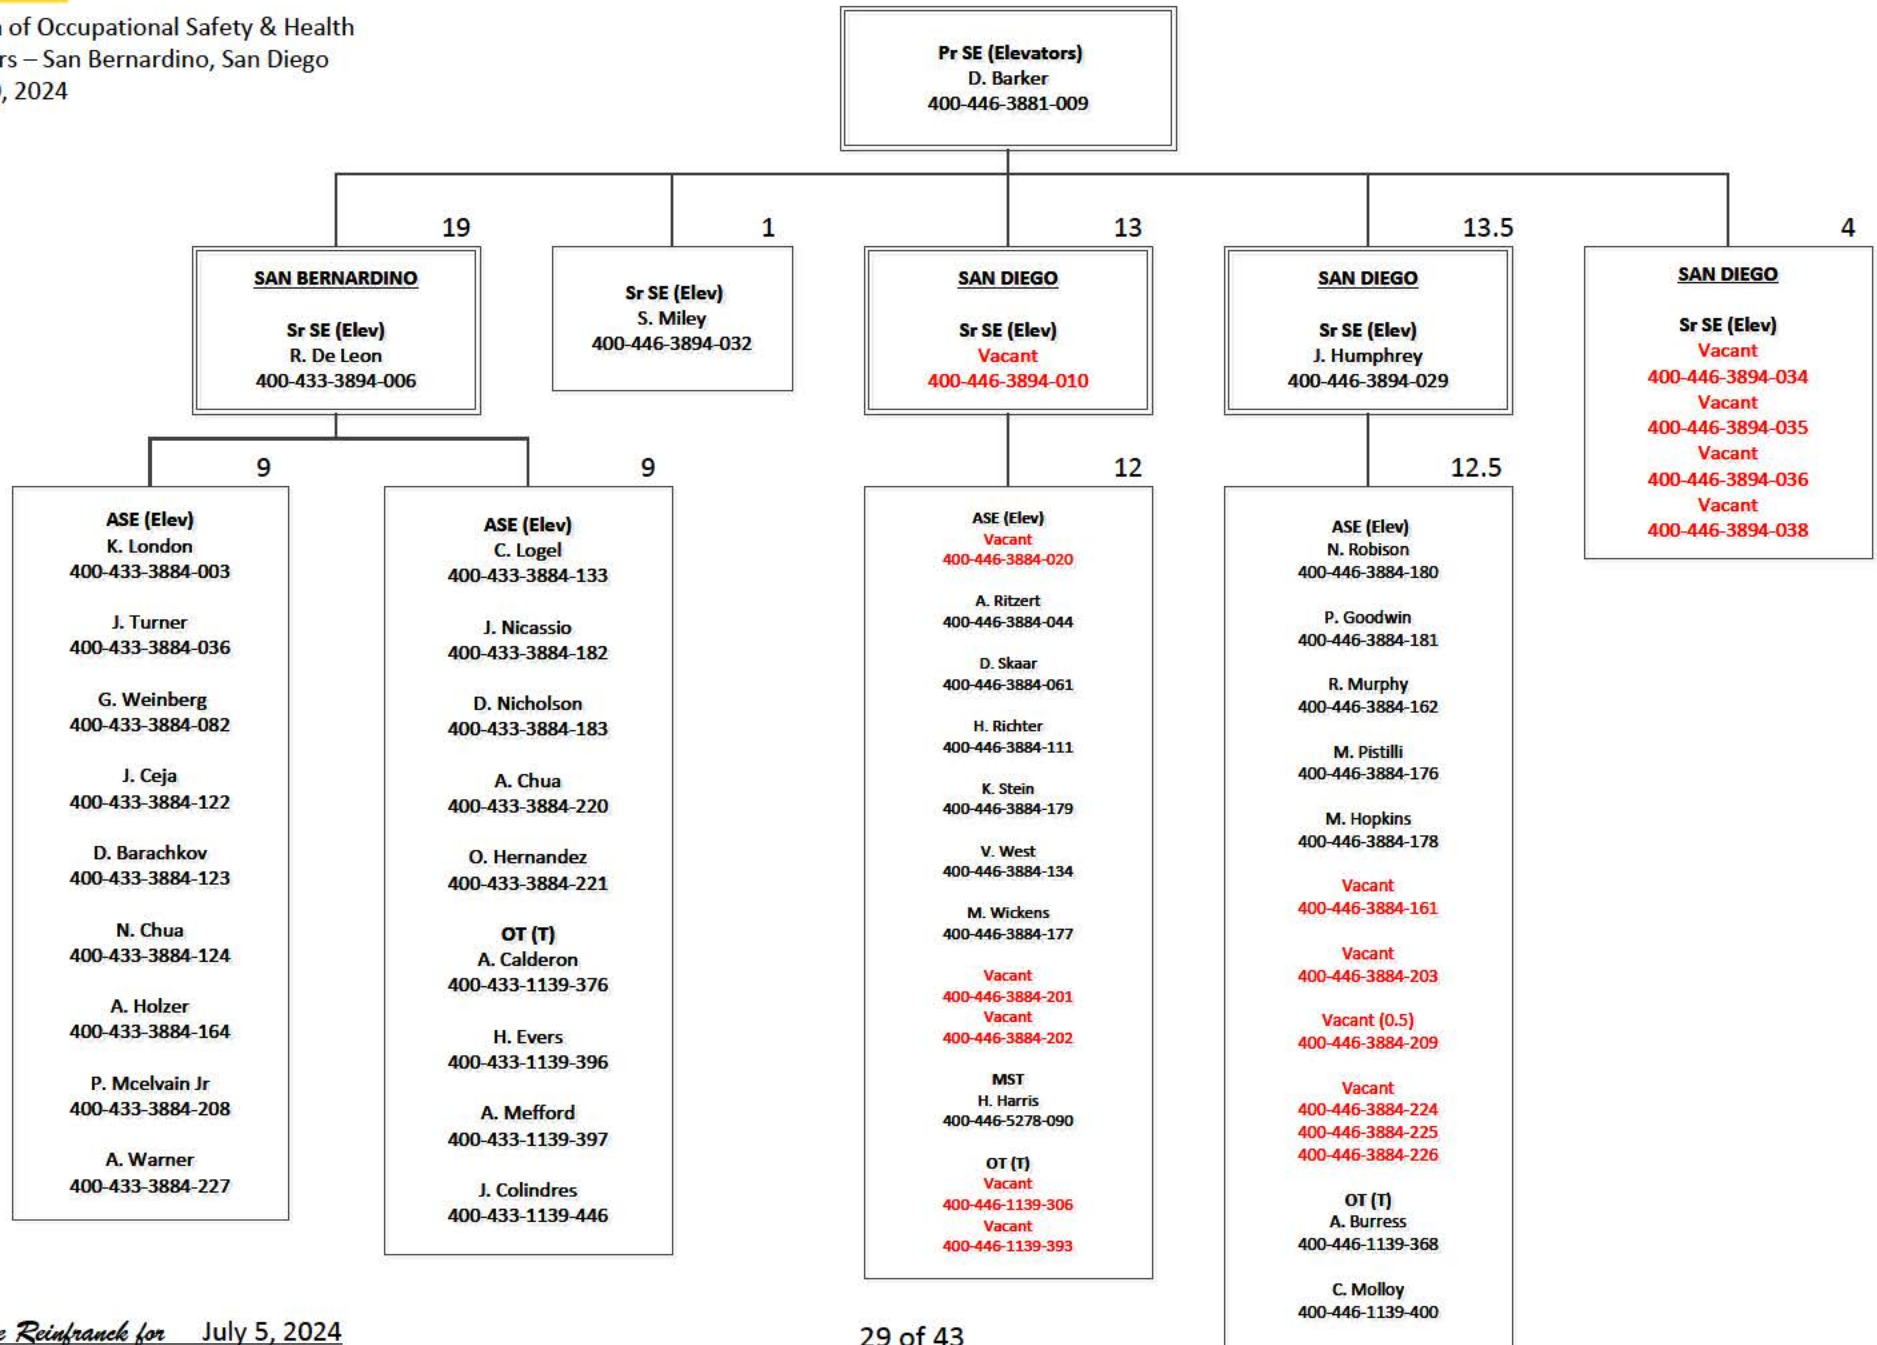 of Occupational Safety & Health
– San Bernardino, San Diego
, 2024
Pr SE (Elevators)
D. Barker
400-446-3881-009
19
SAN BERNARDINO
Sr SE (Elev)
R. De Leon
400-433-3894-006
1
Sr SE (Elev)
S. Miley
400-446-3894-032
13
SAN DIEGO
Sr SE (Elev)
Vacant
400-446-3894-010
13.5
SAN DIEGO
Sr SE (Elev)
J. Humphrey
400-446-3894-029
4
SAN DIEGO
Sr SE (Elev)
Vacant
400-446-3894-034
Vacant
400-446-3894-035
Vacant
400-446-3894-036
Vacant
400-446-3894-038
9
ASE (Elev)
K. London
400-433-3884-003
J. Turner
400-433-3884-036
G. Weinberg
400-433-3884-082
J. Ceja
400-433-3884-122
D. Barachkov
400-433-3884-123
N. Chua
400-433-3884-124
A. Holzer
400-433-3884-164
P. Mcelvain Jr
400-433-3884-208
A. Warner
400-433-3884-227
9
ASE (Elev)
C. Logel
400-433-3884-133
J. Nicassio
400-433-3884-182
D. Nicholson
400-433-3884-183
A. Chua
400-433-3884-220
O. Hernandez
400-433-3884-221
OT (T)
A. Calderon
400-433-1139-376
H. Evers
400-433-1139-396
A. Mefford
400-433-1139-397
J. Colindres
400-433-1139-446
12
ASE (Elev)
Vacant
400-446-3884-020
A. Ritzert
400-446-3884-044
D. Skaar
400-446-3884-061
H. Richter
400-446-3884-111
K. Stein
400-446-3884-179
V. West
400-446-3884-134
M. Wickens
400-446-3884-177
Vacant
400-446-3884-201
Vacant
400-446-3884-202
MST
H. Harris
400-446-5278-090
OT (T)
Vacant
400-446-1139-306
Vacant
400-446-1139-393
12.5
ASE (Elev)
N. Robison
400-446-3884-180
P. Goodwin
400-446-3884-181
R. Murphy
400-446-3884-162
M. Pistilli
400-446-3884-176
M. Hopkins
400-446-3884-178
Vacant
400-446-3884-161
Vacant
400-446-3884-203
Vacant (0.5)
400-446-3884-209
Vacant
400-446-3884-224
400-446-3884-225
400-446-3884-226
OT (T)
A. Burress
400-446-1139-368
C. Molloy
400-446-1139-400
Reinfranck for July 5, 2024
29 of 43